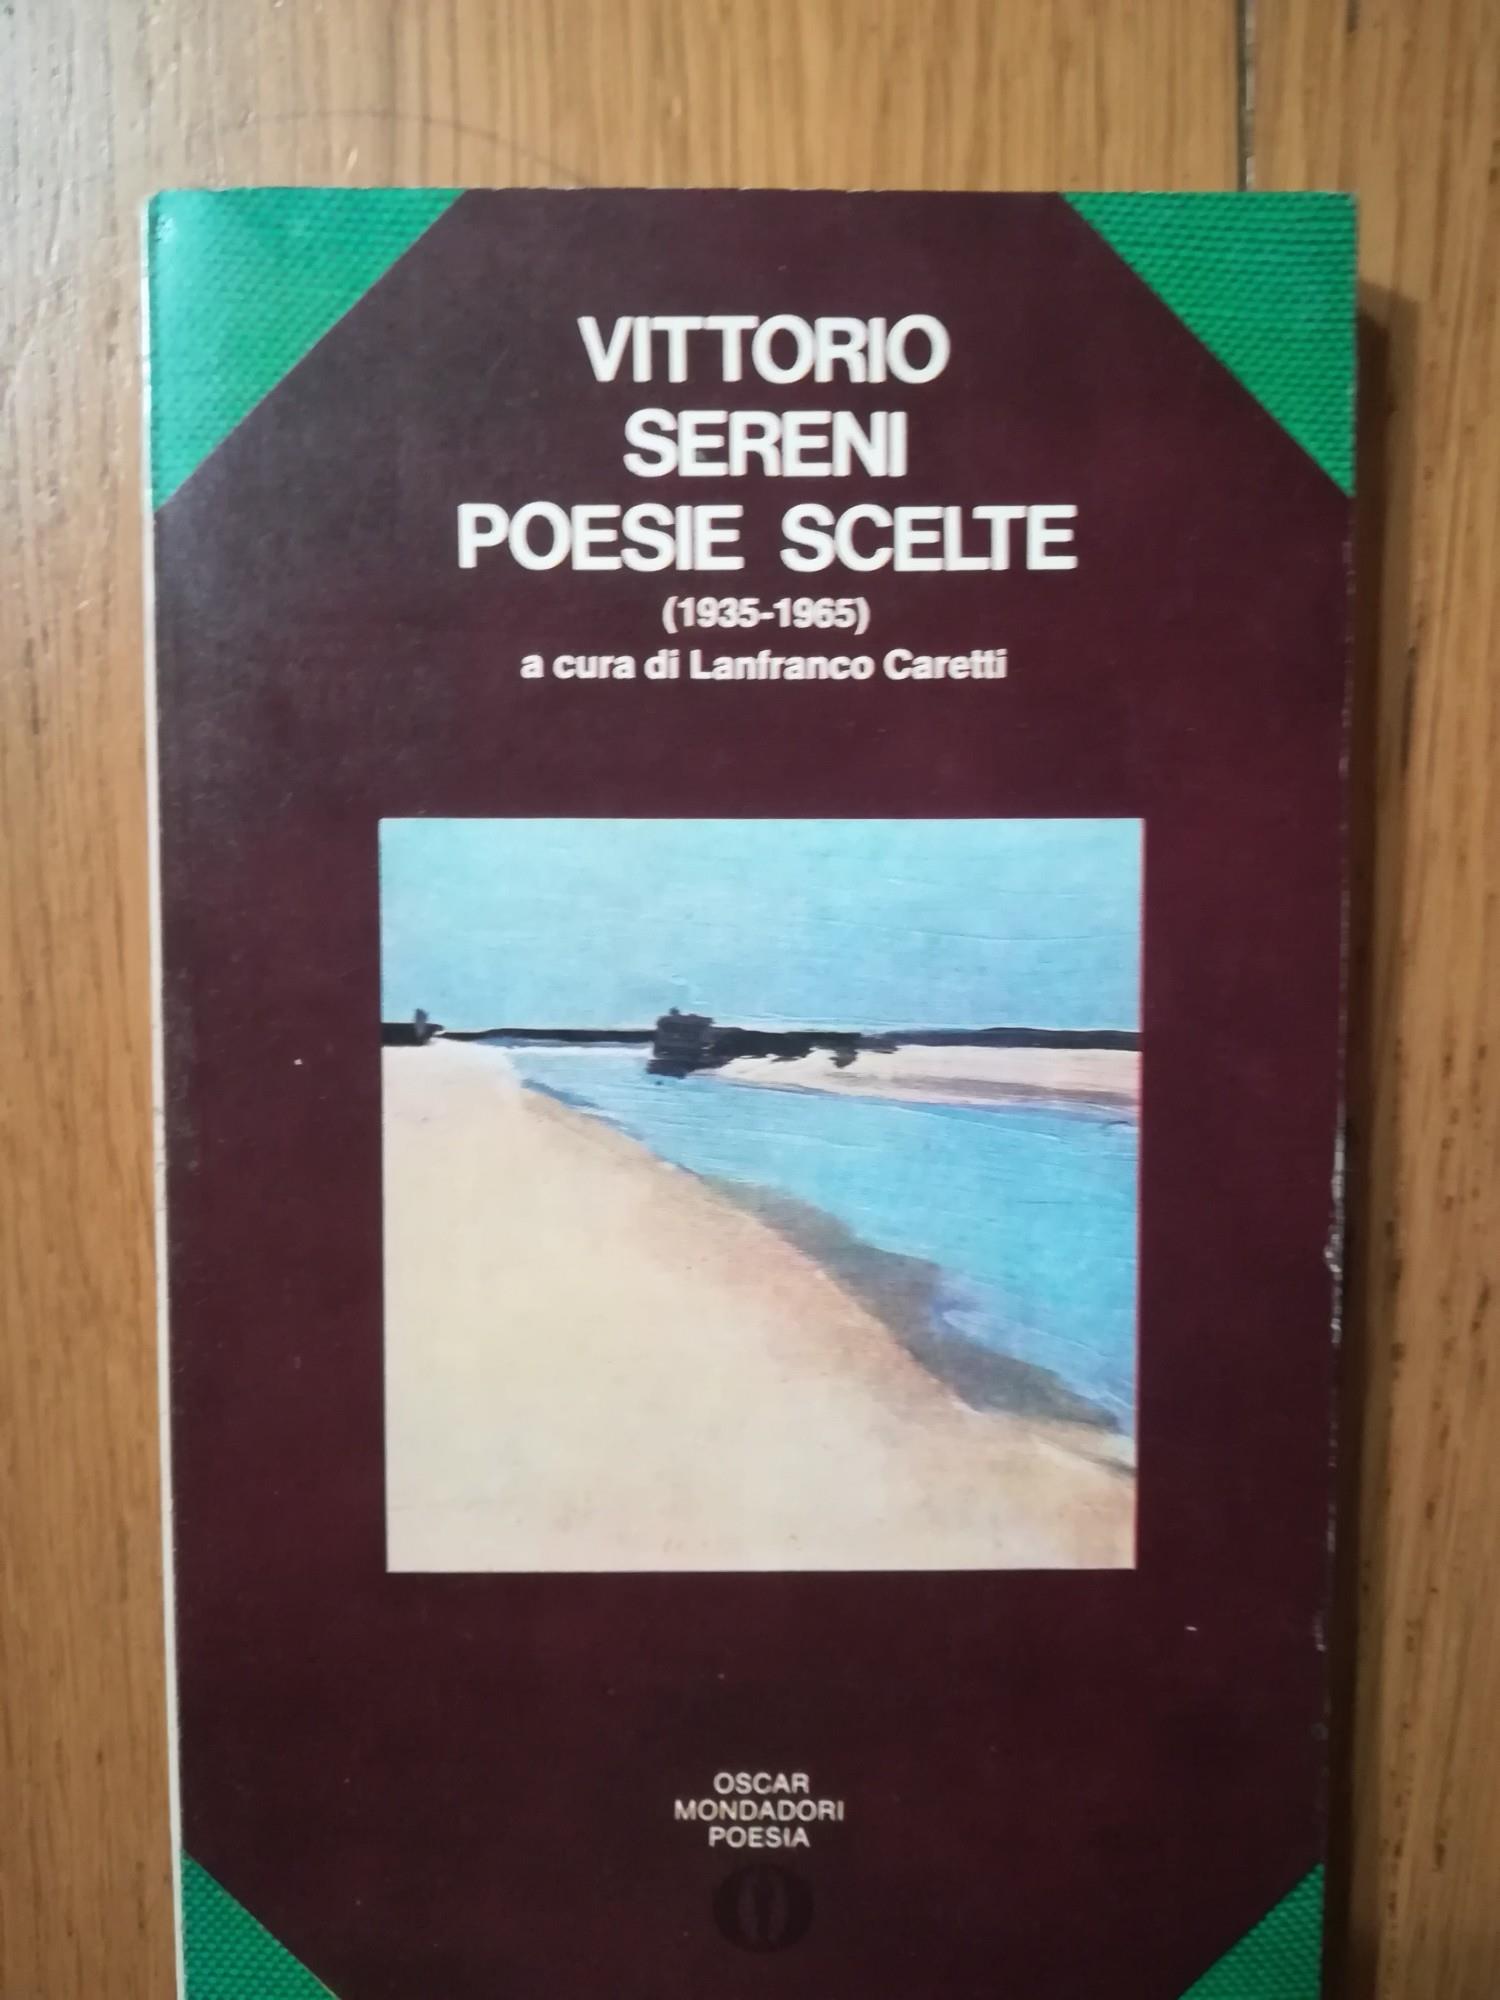 VITTORIO
SERENI
POESIE SCELTE
(1935-1965)
a cura di Lanfranco Caretti
OSCAR
MONDADORI
POESIA